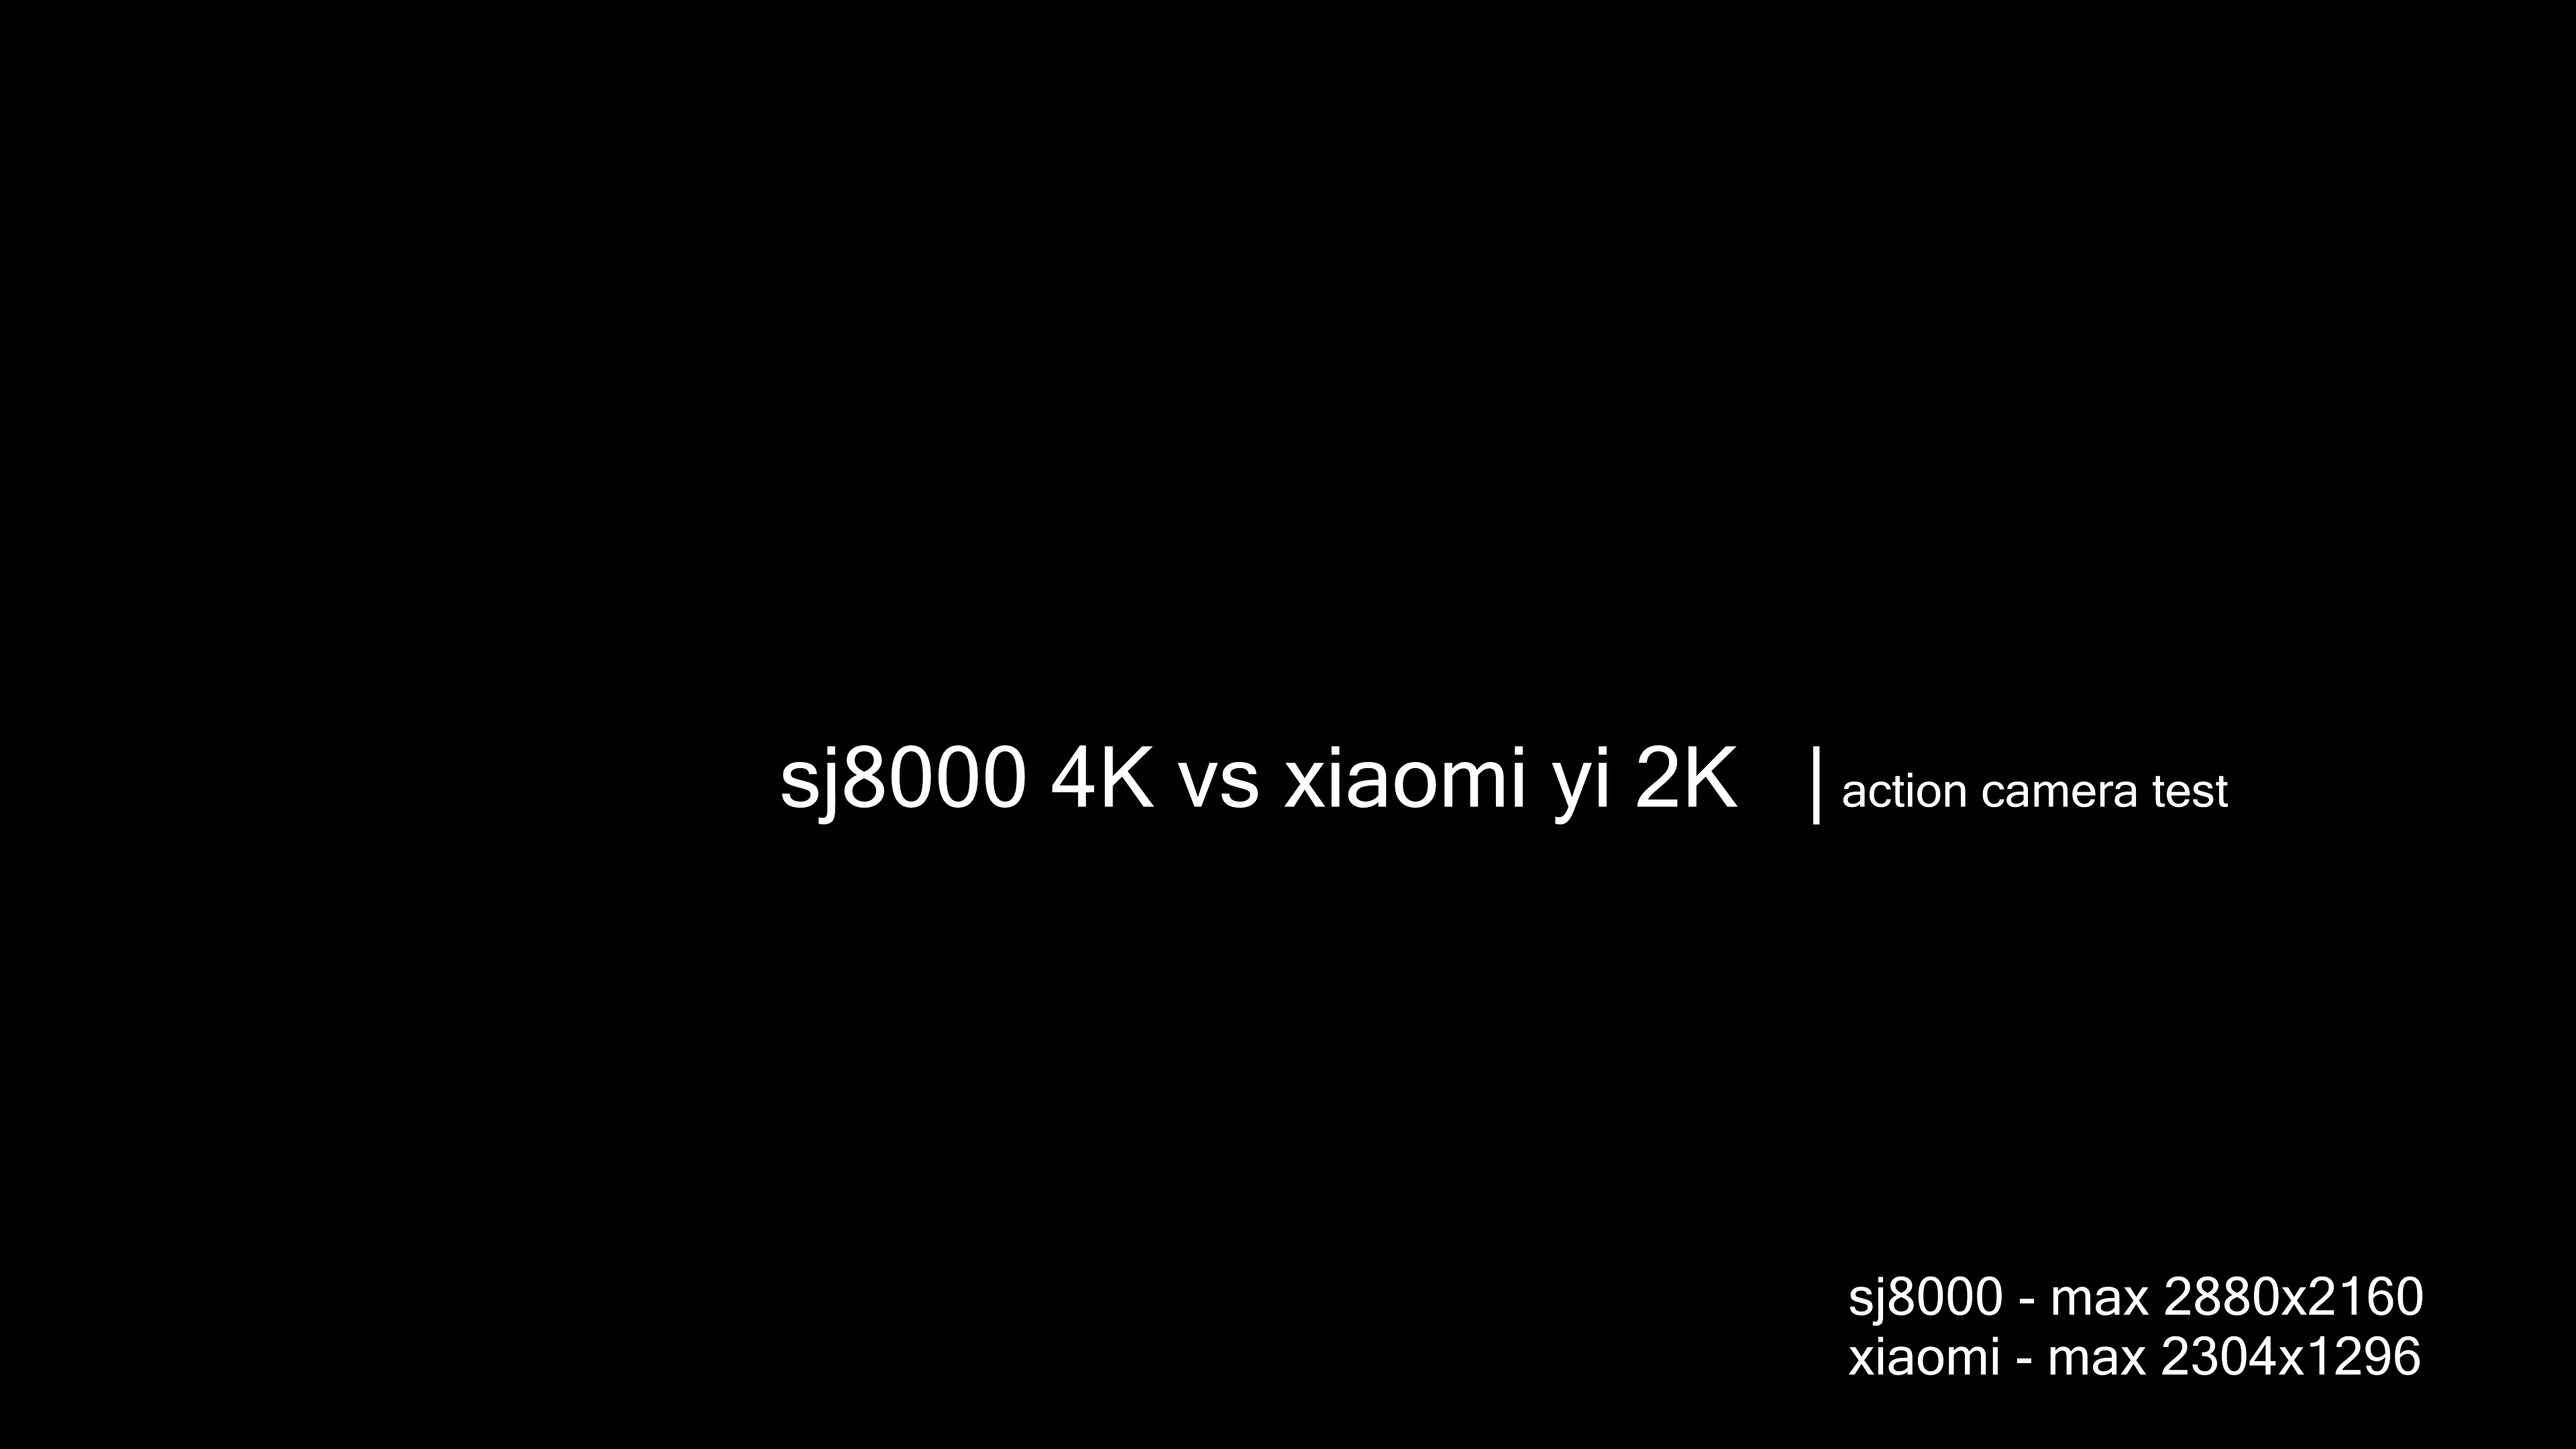 sj8000 4K vs xiaomi yi 2K | action camera test
sj8000 - max 2880x2160
xiaomi - max 2304x1296